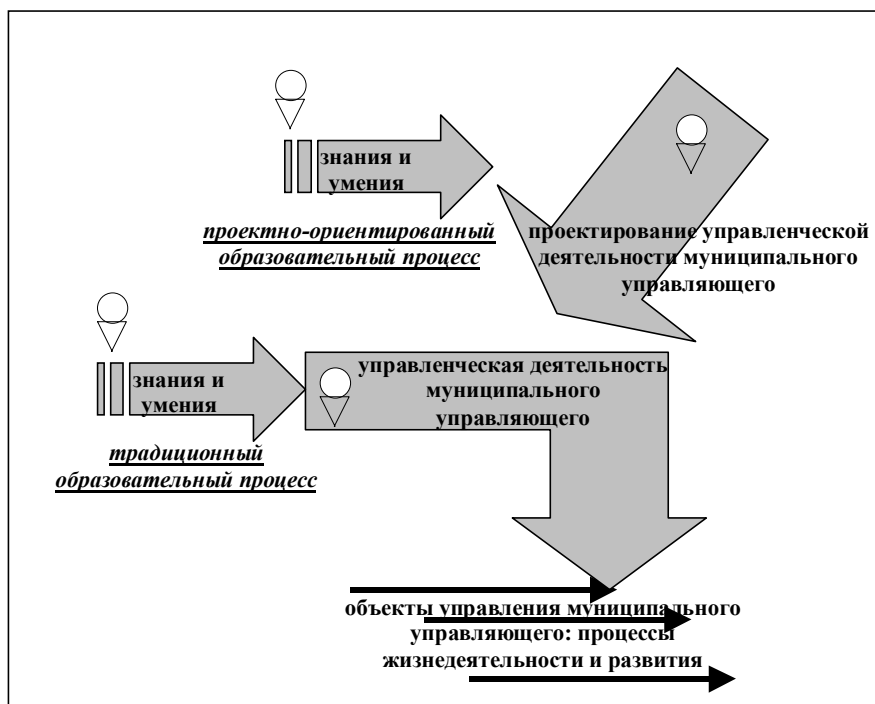 знания и
умения
проектно-ориентированный
образовательный процесс
проектирование управленческой
деятельности муниципального
управляющего
знания и
умения
традиционный
образовательный процесс
управленческая деятельность
муниципального
управляющего
объекты управления муниципального
управляющего: процессы
жизнедеятельности и развития